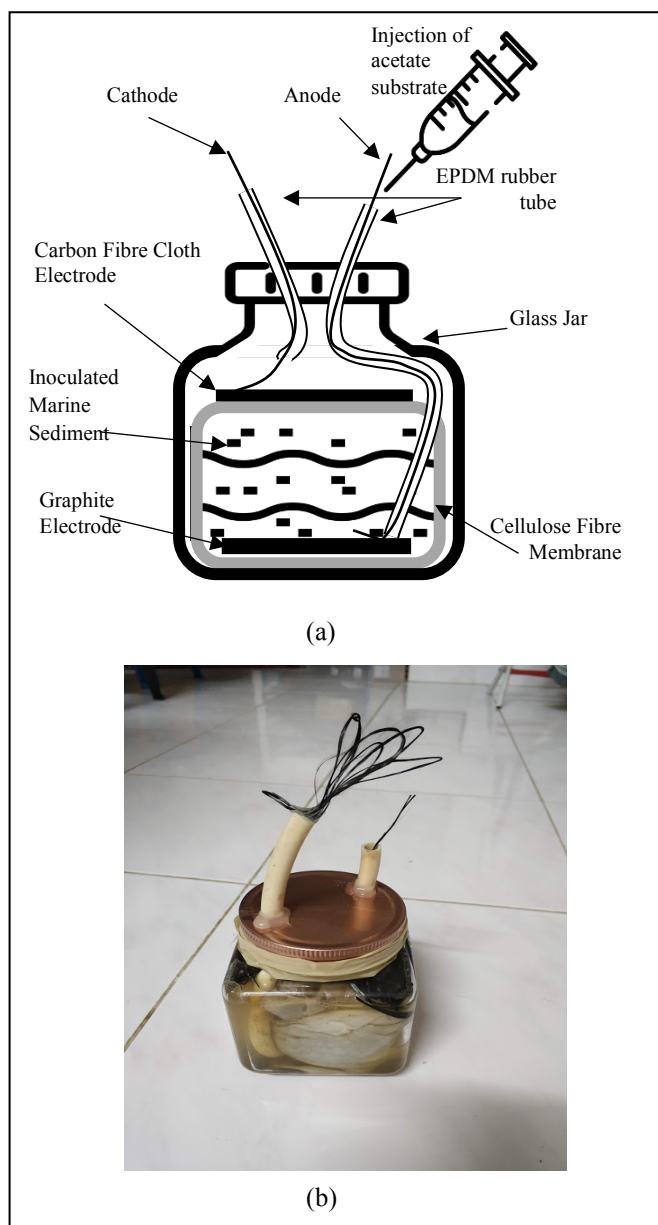 Injection of
acetate
substrate
Cathode
Anode
EPDM rubber
tube
Carbon Fibre Cloth
Electrode
Glass Jar
Inoculated
Marine
Sediment
Graphite
Electrode
Cellulose Fibre
Membrane
(a)
(b)